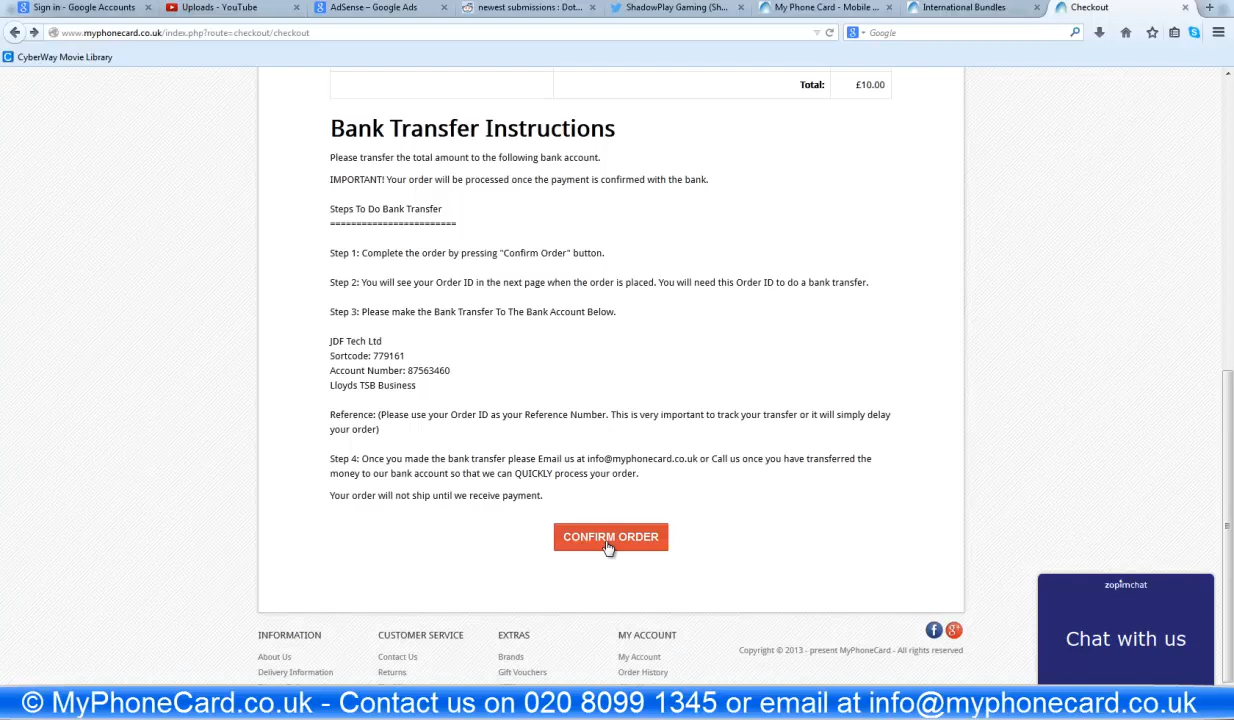 Sign in - Google Accounts
Uploads - YouTube
AdSense – Google Ads
newest submissions : Dot...
ShadowPlay Gaming (Sh...
My Phone Card - Mobile ...
International Bundles
Checkout
www.myphonecard.co.uk/index.php?route=checkout/checkout
Google
CyberWay Movie Library
Total: £10.00
Bank Transfer Instructions
Please transfer the total amount to the following bank account.
IMPORTANT! Your order will be processed once the payment is confirmed with the bank.
Steps To Do Bank Transfer
========================
Step 1: Complete the order by pressing "Confirm Order" button.
Step 2: You will see your Order ID in the next page when the order is placed. You will need this Order ID to do a bank transfer.
Step 3: Please make the Bank Transfer To The Bank Account Below.
JDF Tech Ltd
Sortcode: 779161
Account Number: 87563460
Lloyds TSB Business
Reference: (Please use your Order ID as your Reference Number. This is very important to track your transfer or it will simply delay
your order)
Step 4: Once you made the bank transfer please Email us at info@myphonecard.co.uk or Call us once you have transferred the
money to our bank account so that we can QUICKLY process your order.
Your order will not ship until we receive payment.
CONFIRM ORDER
zopimchat
Chat with us
INFORMATION
CUSTOMER SERVICE
EXTRAS
MY ACCOUNT
About Us
Contact Us
Brands
My Account
Copyright © 2013 - present MyPhoneCard - All rights reserved
Delivery Information
Returns
Gift Vouchers
Order History
© MyPhoneCard.co.uk - Contact us on 020 8099 1345 or email at info@myphonecard.co.uk